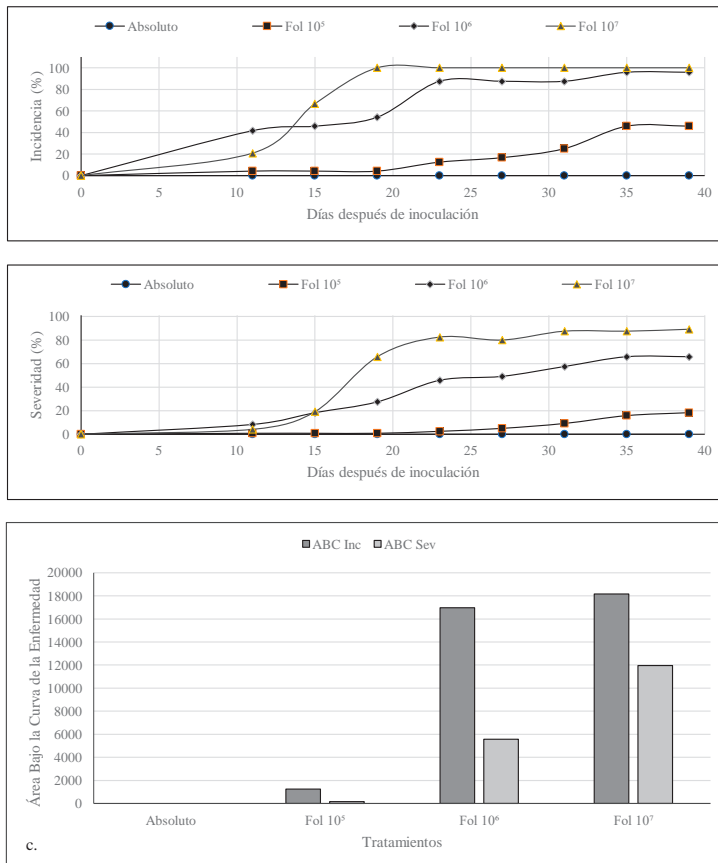 Absoluto Fol 10⁵ Fol 10⁶ Fol 10⁷
Incidencia (%)
100
80
60
40
20
0
0 5 10 15 20 25 30 35 40
Días después de inoculación
Absoluto Fol 10⁵ Fol 10⁶ Fol 10⁷
Severidad (%)
100
80
60
40
20
0
0 5 10 15 20 25 30 35 40
Días después de inoculación
ABC Inc ABC Sev
Área Bajo la Curva de la Enfermedad
20000
18000
16000
14000
12000
10000
8000
6000
4000
2000
0
Absoluto Fol 10⁵ Fol 10⁶ Fol 10⁷
Tratamientos
c.